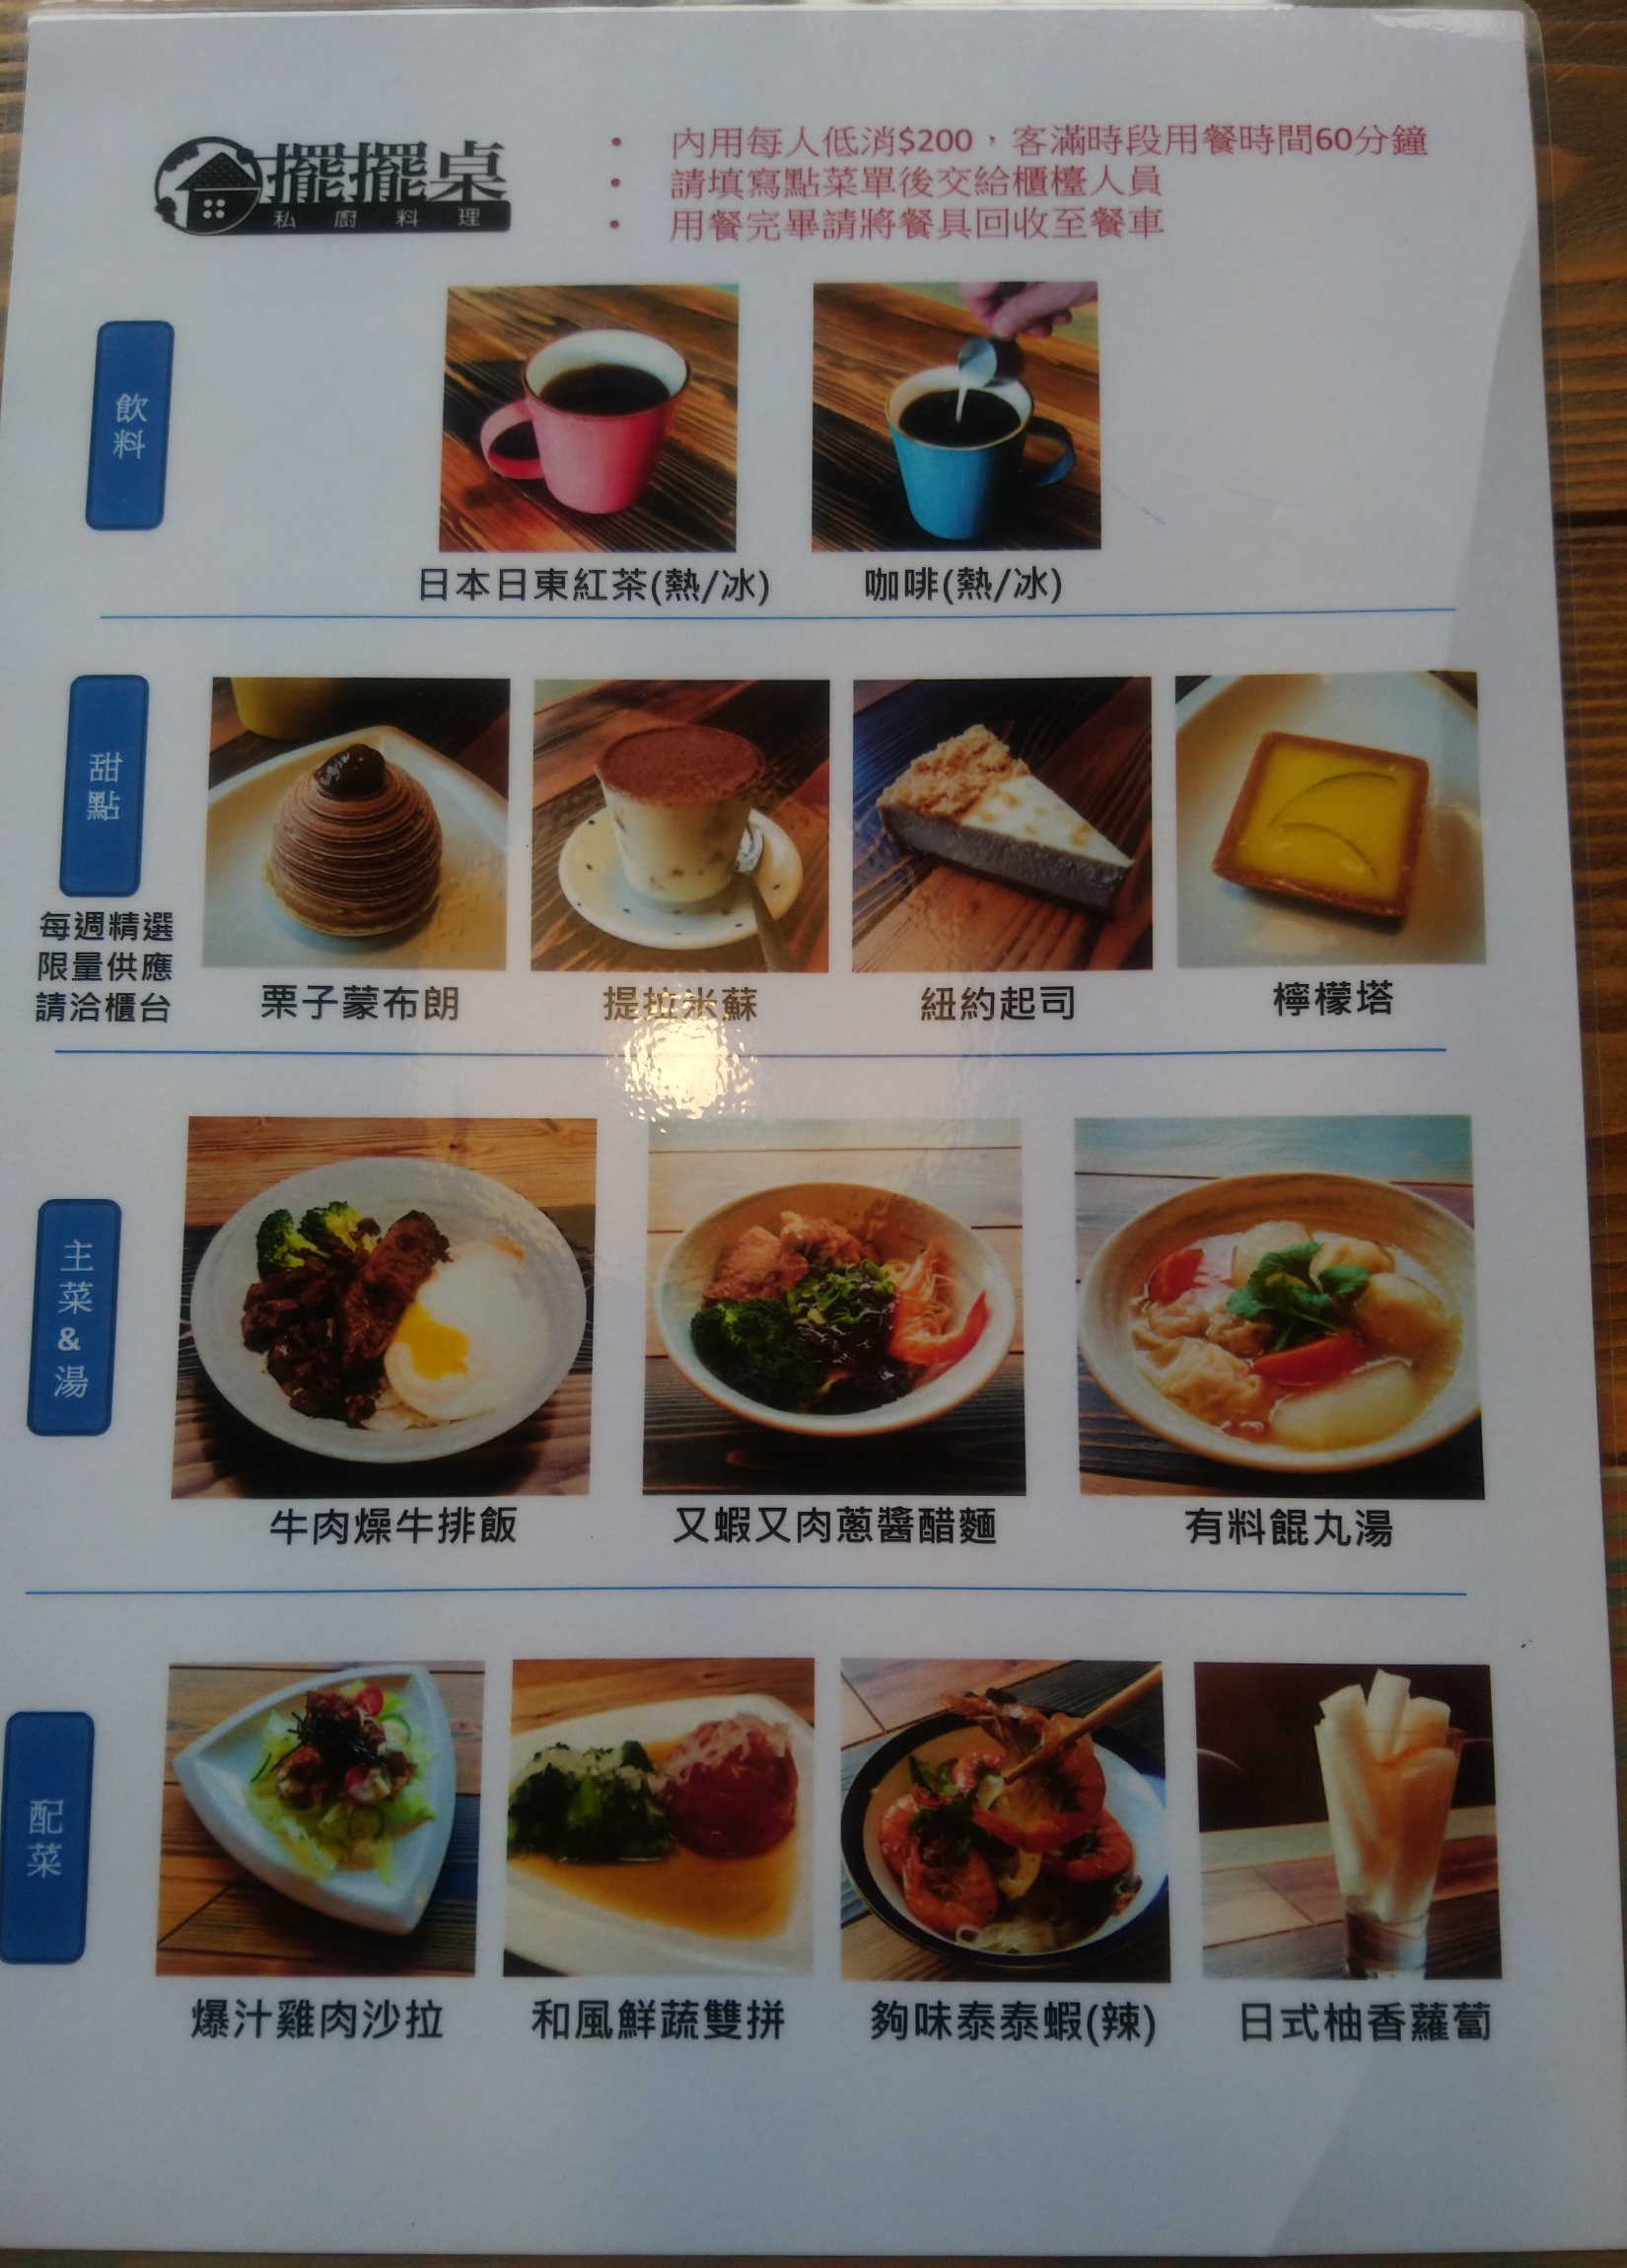 擺擺桌
私廚料理
• 內用每人低消$200，客滿時段用餐時間60分鐘
• 請填寫點菜單後交給櫃檯人員
• 用餐完畢請將餐具回收至餐車
飲料
日本日東紅茶(熱/冰)
咖啡(熱/冰)
甜點
每週精選
限量供應
請洽櫃台
栗子蒙布朗
提拉米蘇
紐約起司
檸檬塔
主菜&湯
牛肉燥牛排飯
又蝦又肉蔥醬醋麵
有料餛丸湯
配菜
爆汁雞肉沙拉
和風鮮蔬雙拼
夠味泰泰蝦(辣)
日式柚香蘿蔔